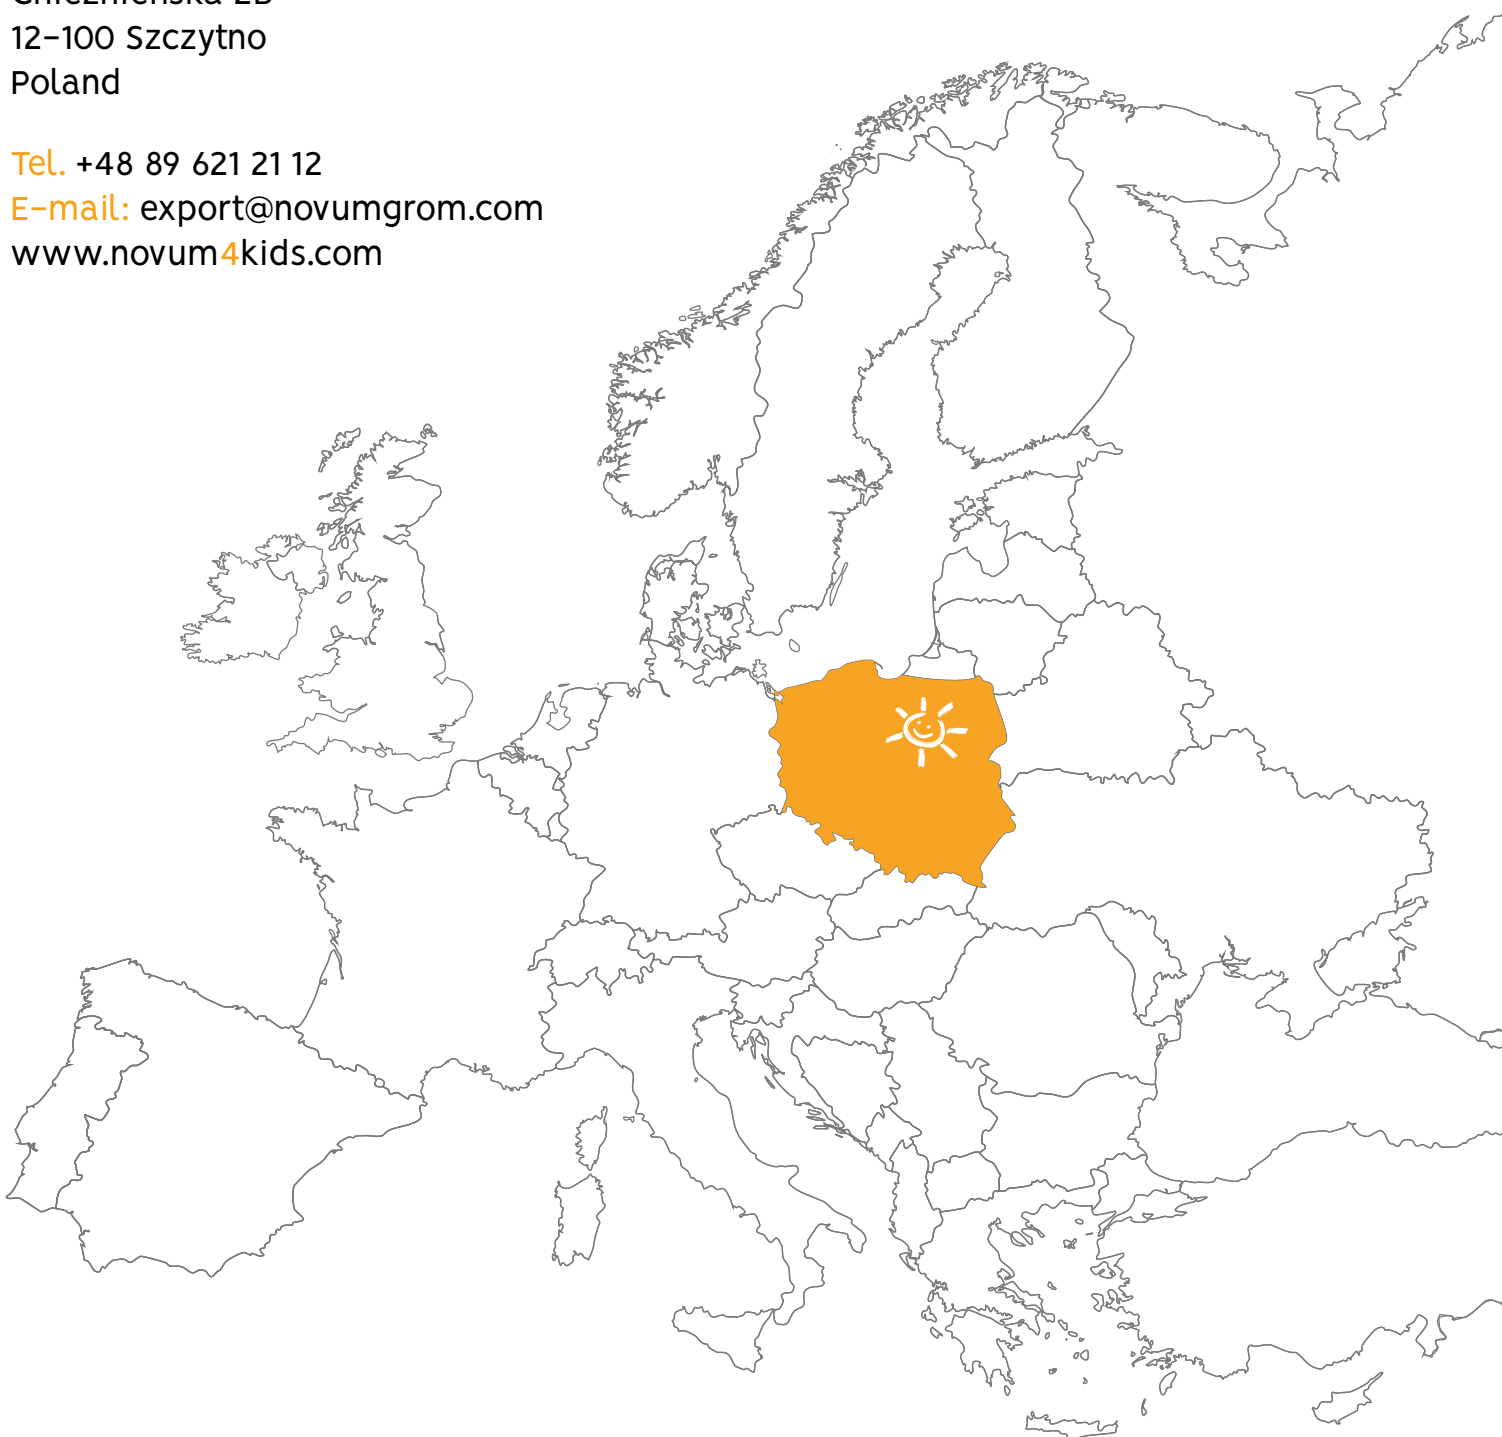 12-100 Szczytno
Poland
Tel. +48 89 621 21 12
E-mail: export@novumgrom.com
www.novum4kids.com